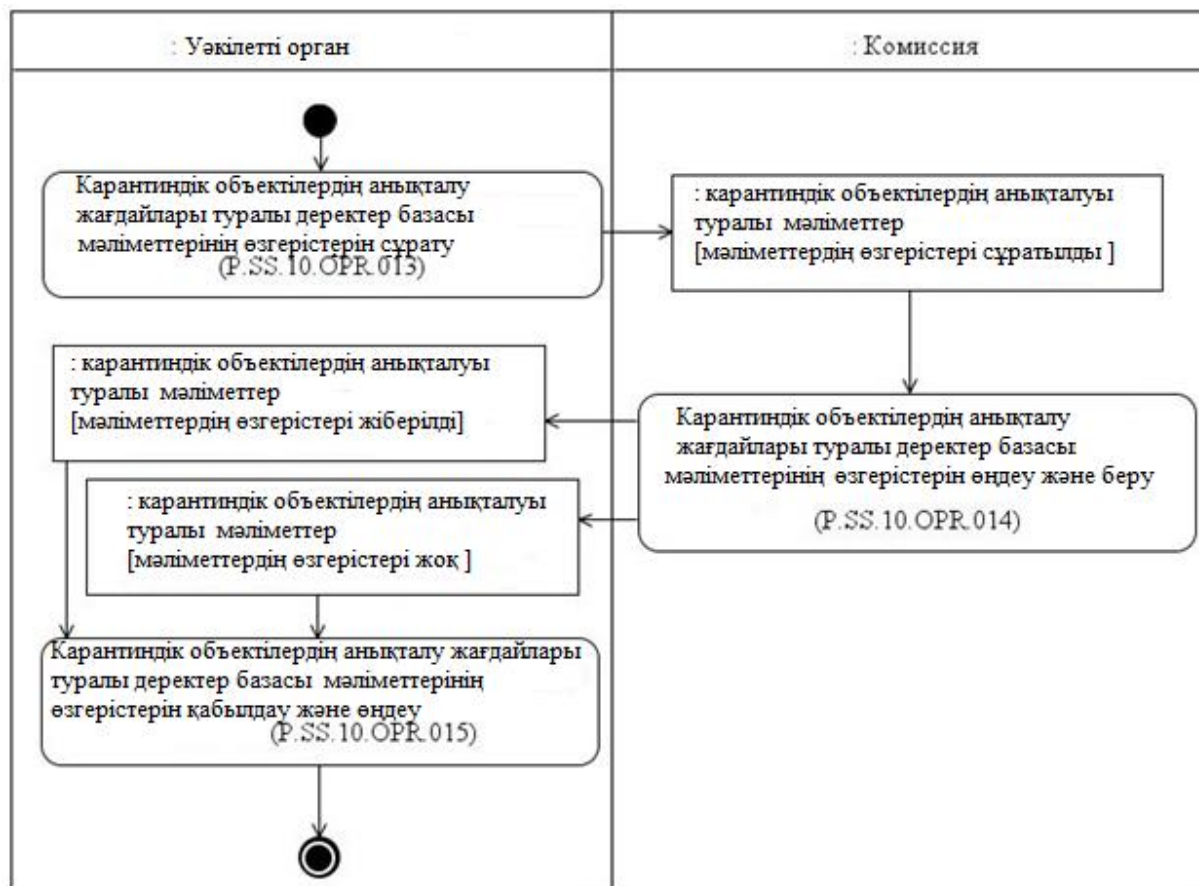 : Уәкілетті орган
: Комиссия
Карантиндік объектілердің анықталу
жағдайлары туралы деректер базасы
мәліметтерінің өзгерістерін сұрату
(P.SS.10.OPR.013)
: карантиндік объектілердің анықталуы
туралы мәліметтер
[мәліметтердің өзгерістері сұратылды ]
: карантиндік объектілердің анықталуы
туралы мәліметтер
[мәліметтердің өзгерістері жіберілді]
Карантиндік объектілердің анықталу
жағдайлары туралы деректер базасы
мәліметтерінің өзгерістерін өңдеу және беру
(P.SS.10.OPR.014)
: карантиндік объектілердің анықталуы
туралы мәліметтер
[мәліметтердің өзгерістері жоқ ]
Карантиндік объектілердің анықталу жағдайлары
туралы деректер базасы мәліметтерінің
өзгерістерін қабылдау және өңдеу
(P.SS.10.OPR.015)